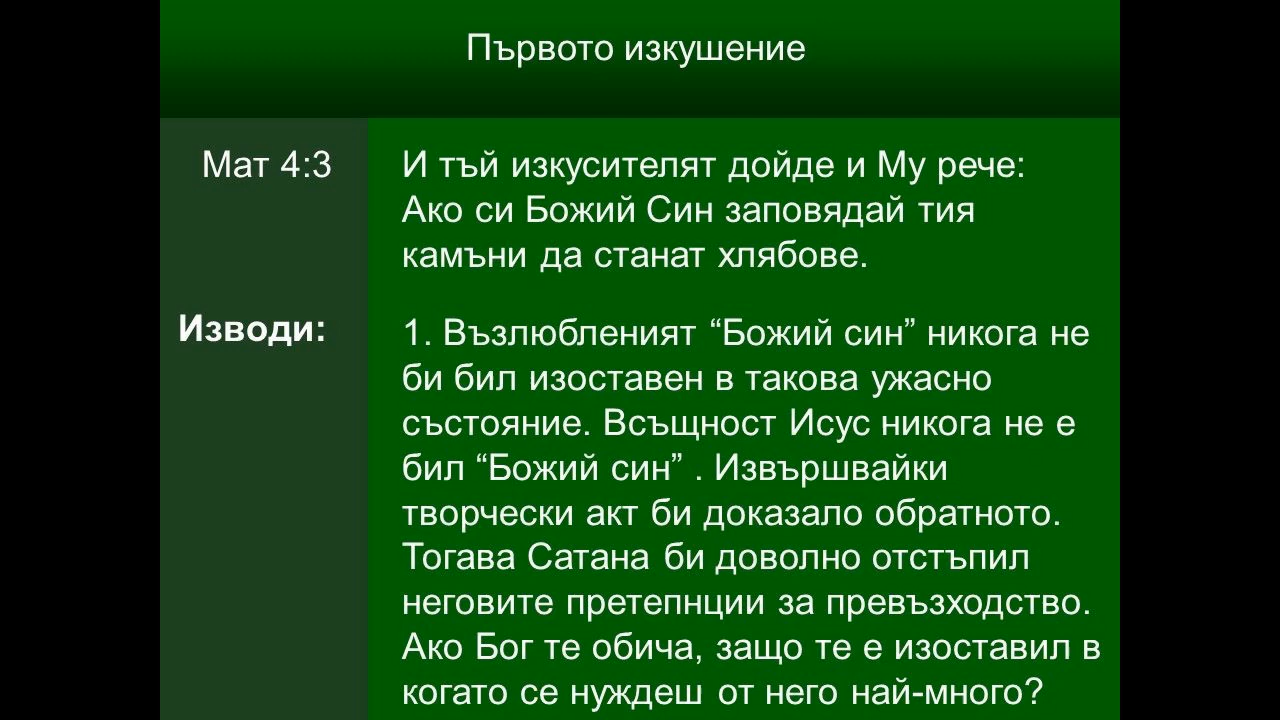 Първото изкушение
Мат 4:3
И тъй изкусителят дойде и Му рече:
Ако си Божий Син заповядай тия
камъни да станат хлябове.
Изводи:
1. Възлюбленият “Божий син” никога не
би бил изоставен в такова ужасно
състояние. Всъщност Исус никога не е
бил “Божий син” . Извършвайки
творчески акт би доказало обратното.
Тогава Сатана би доволно отстъпил
неговите претепнции за превъзходство.
Ако Бог те обича, защо те е изоставил в
когато се нуждеш от него най-много?